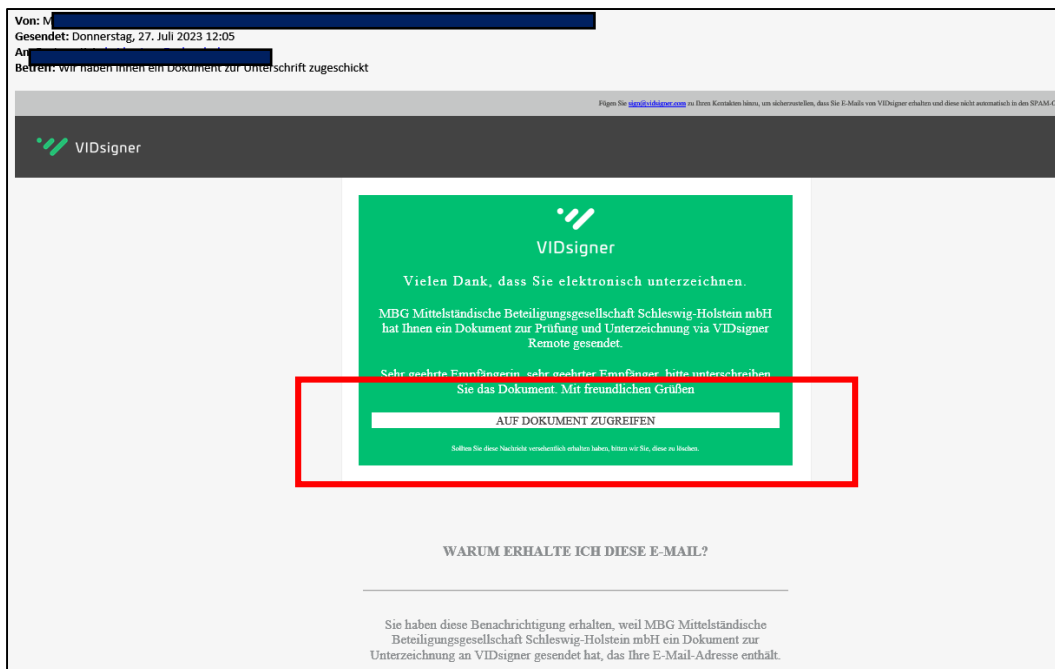 Von: M
Gesendet: Donnerstag, 27. Juli 2023 12:05
An
Betreff: Wir haben Ihnen ein Dokument zur Unterschrift zugeschickt
Fügen Sie sign@vidsigner.com zu Ihren Kontakten hinzu, um sicherzustellen, dass Sie E-Mails von VIDsigner erhalten und diese nicht automatisch in den SPAM-O
VIDsigner
VIDsigner
Vielen Dank, dass Sie elektronisch unterzeichnen.
MBG Mittelständische Beteiligungsgesellschaft Schleswig-Holstein mbH
hat Ihnen ein Dokument zur Prüfung und Unterzeichnung via VIDsigner
Remote gesendet.
Sehr geehrte Empfängerin, sehr geehrter Empfänger, bitte unterschreiben
Sie das Dokument. Mit freundlichen Grüßen
AUF DOKUMENT ZUGREIFEN
Sollten Sie diese Nachricht versehentlich erhalten haben, bitten wir Sie, diese zu löschen.
WARUM ERHALTE ICH DIESE E-MAIL?
Sie haben diese Benachrichtigung erhalten, weil MBG Mittelständische
Beteiligungsgesellschaft Schleswig-Holstein mbH ein Dokument zur
Unterzeichnung an VIDsigner gesendet hat, das Ihre E-Mail-Adresse enthält.